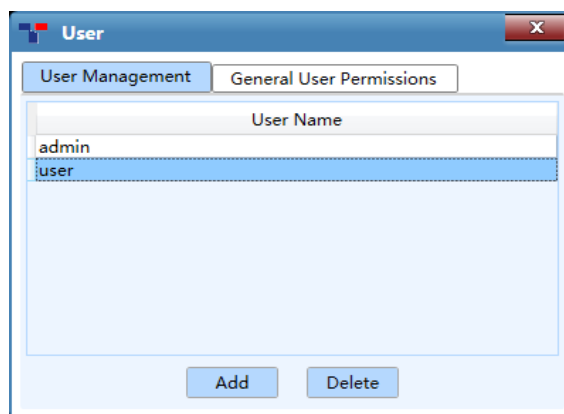 User
User Management General User Permissions
User Name
admin
user
Add Delete